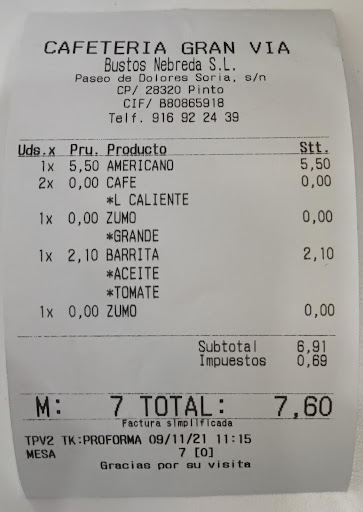 CAFETERIA GRAN VIA
Bustos Nebreda S.L.
Paseo de Dolores Soria, s/n
CP/ 28320 Pinto
CIF/ B80865918
Telf. 916 92 24 39
Uds.x Pru. Producto Stt.
1x 5,50 AMERICANO 5,50
2x 0,00 CAFE 0,00
*L CALIENTE
1x 0,00 ZUMO 0,00
*GRANDE
1x 2,10 BARRITA 2,10
*ACEITE
*TOMATE
1x 0,00 ZUMO 0,00
Subtotal 6,91
Impuestos 0,69
M: 7 TOTAL: 7,60
Factura simplificada
TPV2 TK:PROFORMA 09/11/21 11:15
MESA 7 [0]
Gracias por su visita